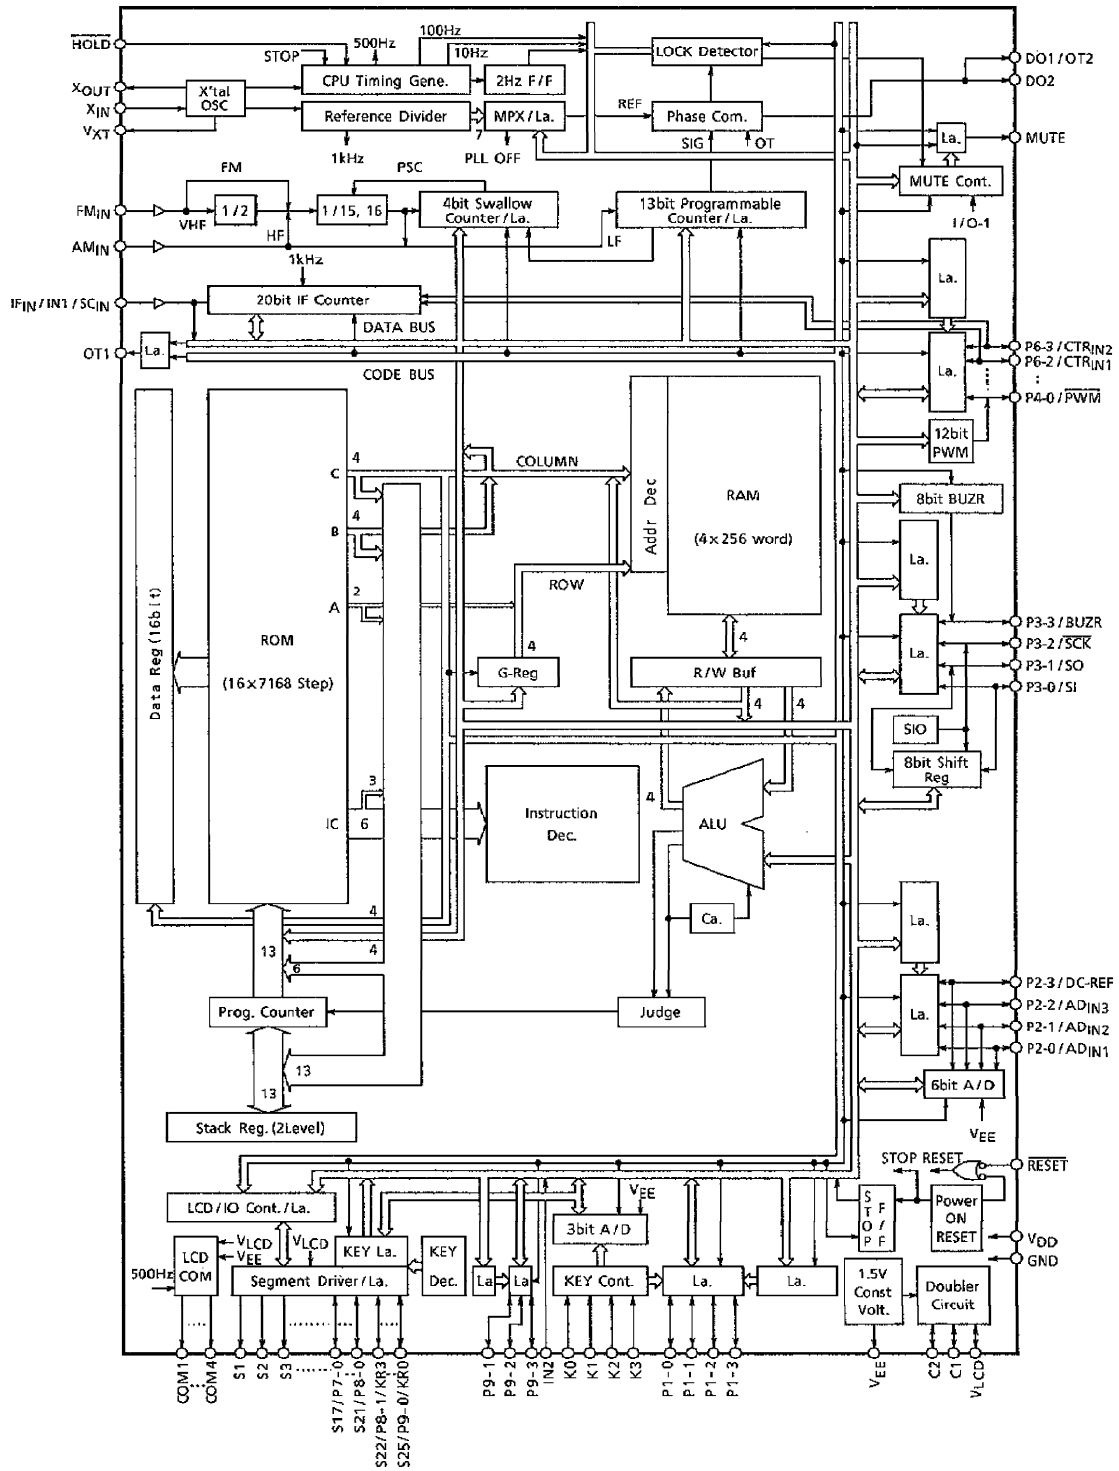 100Hz
HOLD
500Hz
10Hz
STOP
LOCK Detector
DO1/OT2
XOUT
X'tal
OSC
CPU Timing Gene.
2Hz F/F
DO2
XIN
Reference Divider
MPX/La.
REF
Phase Com.
La.
MUTE
VXT
7
1kHz
PLL OFF
SIG
OT
MUTE Cont.
FM
PSC
FMIN
1/2
1/15, 16
4bit Swallow
Counter/La.
13bit Programmable
Counter/La.
VHF
I/O-1
HF
LF
AMIN
1kHz
La.
IFIN/IN1/SCIN
20bit IF Counter
DATA BUS
OT1
La.
CODE BUS
La.
P6-3/CTRIN2
P6-2/CTRIN1
P4-0/PWM
12bit
PWM
Data Reg (16bit)
ROM
(16×7168 Step)
C
4
COLUMN
B
4
A
2
Addr Dec
RAM
(4×256 word)
8bit BUZR
La.
ROW
4
4
G-Reg
R/W Buf
4
4
La.
P3-3/BUZR
P3-2/SCK
P3-1/SO
P3-0/SI
SIO
8bit Shift
Reg
3
IC
6
Instruction
Dec.
4
ALU
Ca.
La.
4
4
13
6
Prog. Counter
Judge
La.
P2-3/DC-REF
P2-2/ADIN3
P2-1/ADIN2
P2-0/ADIN1
13
13
6bit A/D
VEE
Stack Reg. (2Level)
STOP RESET
RESET
LCD/IO Cont./La.
VEE
3bit A/D
STOP
F/F
Power
ON
RESET
VDD
GND
LCD
COM
VLCD
VEE
VLCD
KEY La.
KEY
Dec.
500Hz
Segment Driver/La.
La
La
KEY Cont.
La.
La.
1.5V
Const
Volt.
Doubler
Circuit
COM1
COM4
S1
S2
S3
S17/P7-0
S21/P8-0
S22/P8-1/KR3
S25/P9-0/KR0
P9-1
P9-2
P9-3
IN2
K0
K1
K2
K3
P1-0
P1-1
P1-2
P1-3
VEE
C2
C1
VLCD